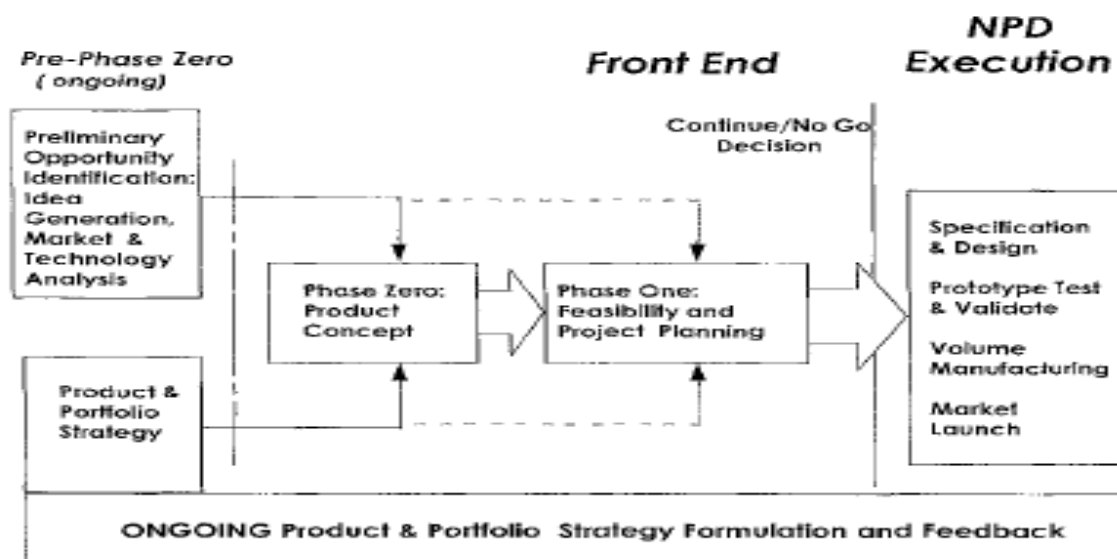 Pre-Phase Zero
( ongoing)
Front End
NPD
Execution
Preliminary
Opportunity
Identification:
Idea
Generation,
Market &
Technology
Analysis
Continue/No Go
Decision
Phase Zero:
Product
Concept
Phase One:
Feasibility and
Project Planning
Specification
& Design
Prototype Test
& Validate
Volume
Manufacturing
Market
Launch
Product &
Portfolio
Strategy
ONGOING Product & Portfolio Strategy Formulation and Feedback